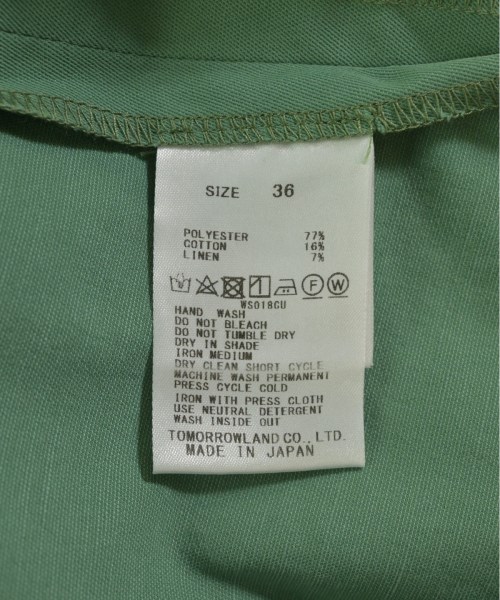 SIZE 36
POLYESTER 77%
COTTON 16%
LINEN 7%
F W
WS018CU
HAND WASH
DO NOT BLEACH
DO NOT TUMBLE DRY
DRY IN SHADE
IRON MEDIUM
DRY CLEAN SHORT CYCLE
MACHINE WASH PERMANENT
PRESS CYCLE COLD
IRON WITH PRESS CLOTH
USE NEUTRAL DETERGENT
WASH INSIDE OUT
TOMORROWLAND CO., LTD.
MADE IN JAPAN